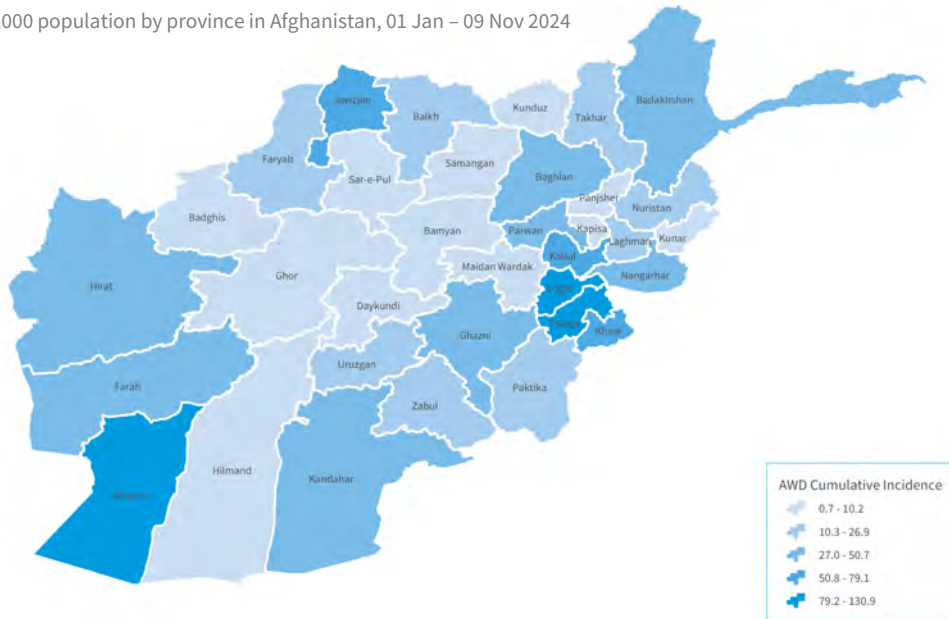 ,000 population by province in Afghanistan, 01 Jan – 09 Nov 2024
Jawzjan
Balkh
Kunduz
Takhar
Badakhshan
Faryab
Sar-e-Pul
Samangan
Baghlan
Panjsher
Nuristan
Badghis
Bamyan
Parwan
Kapisa
Laghman
Kunar
Hirat
Ghor
Maidan Wardak
Kabul
Nangarhar
Daykundi
Logar
Ghazni
Paktya
Khost
Uruzgan
Farah
Zabul
Paktika
Hilmand
Kandahar
AWD Cumulative Incidence
0.7 - 10.2
10.3 - 26.9
27.0 - 50.7
50.8 - 79.1
79.2 - 130.9